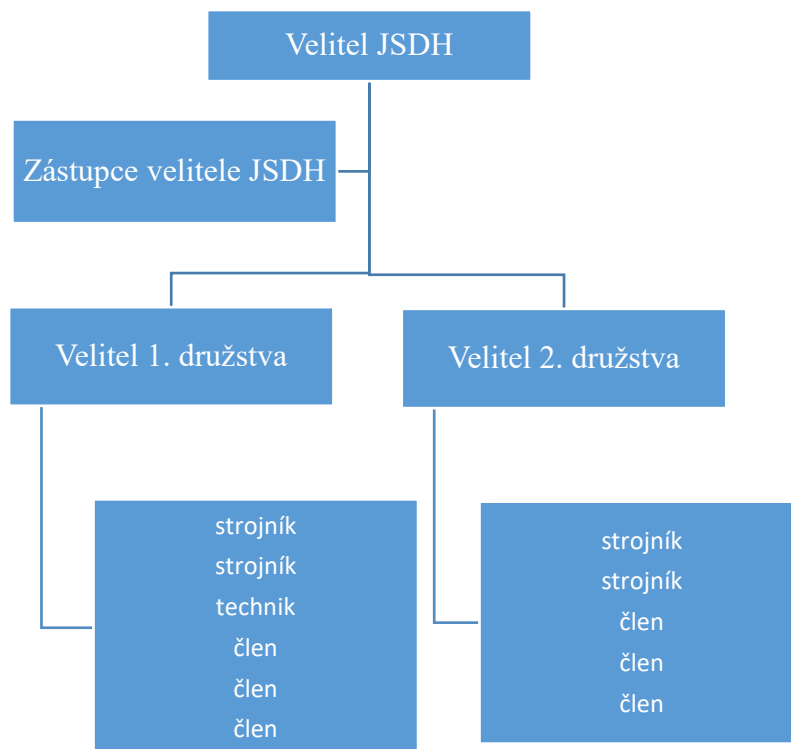 Velitel JSDH
Zástupce velitele JSDH
Velitel 1. družstva
Velitel 2. družstva
strojník
strojník
technik
člen
člen
člen
strojník
strojník
člen
člen
člen